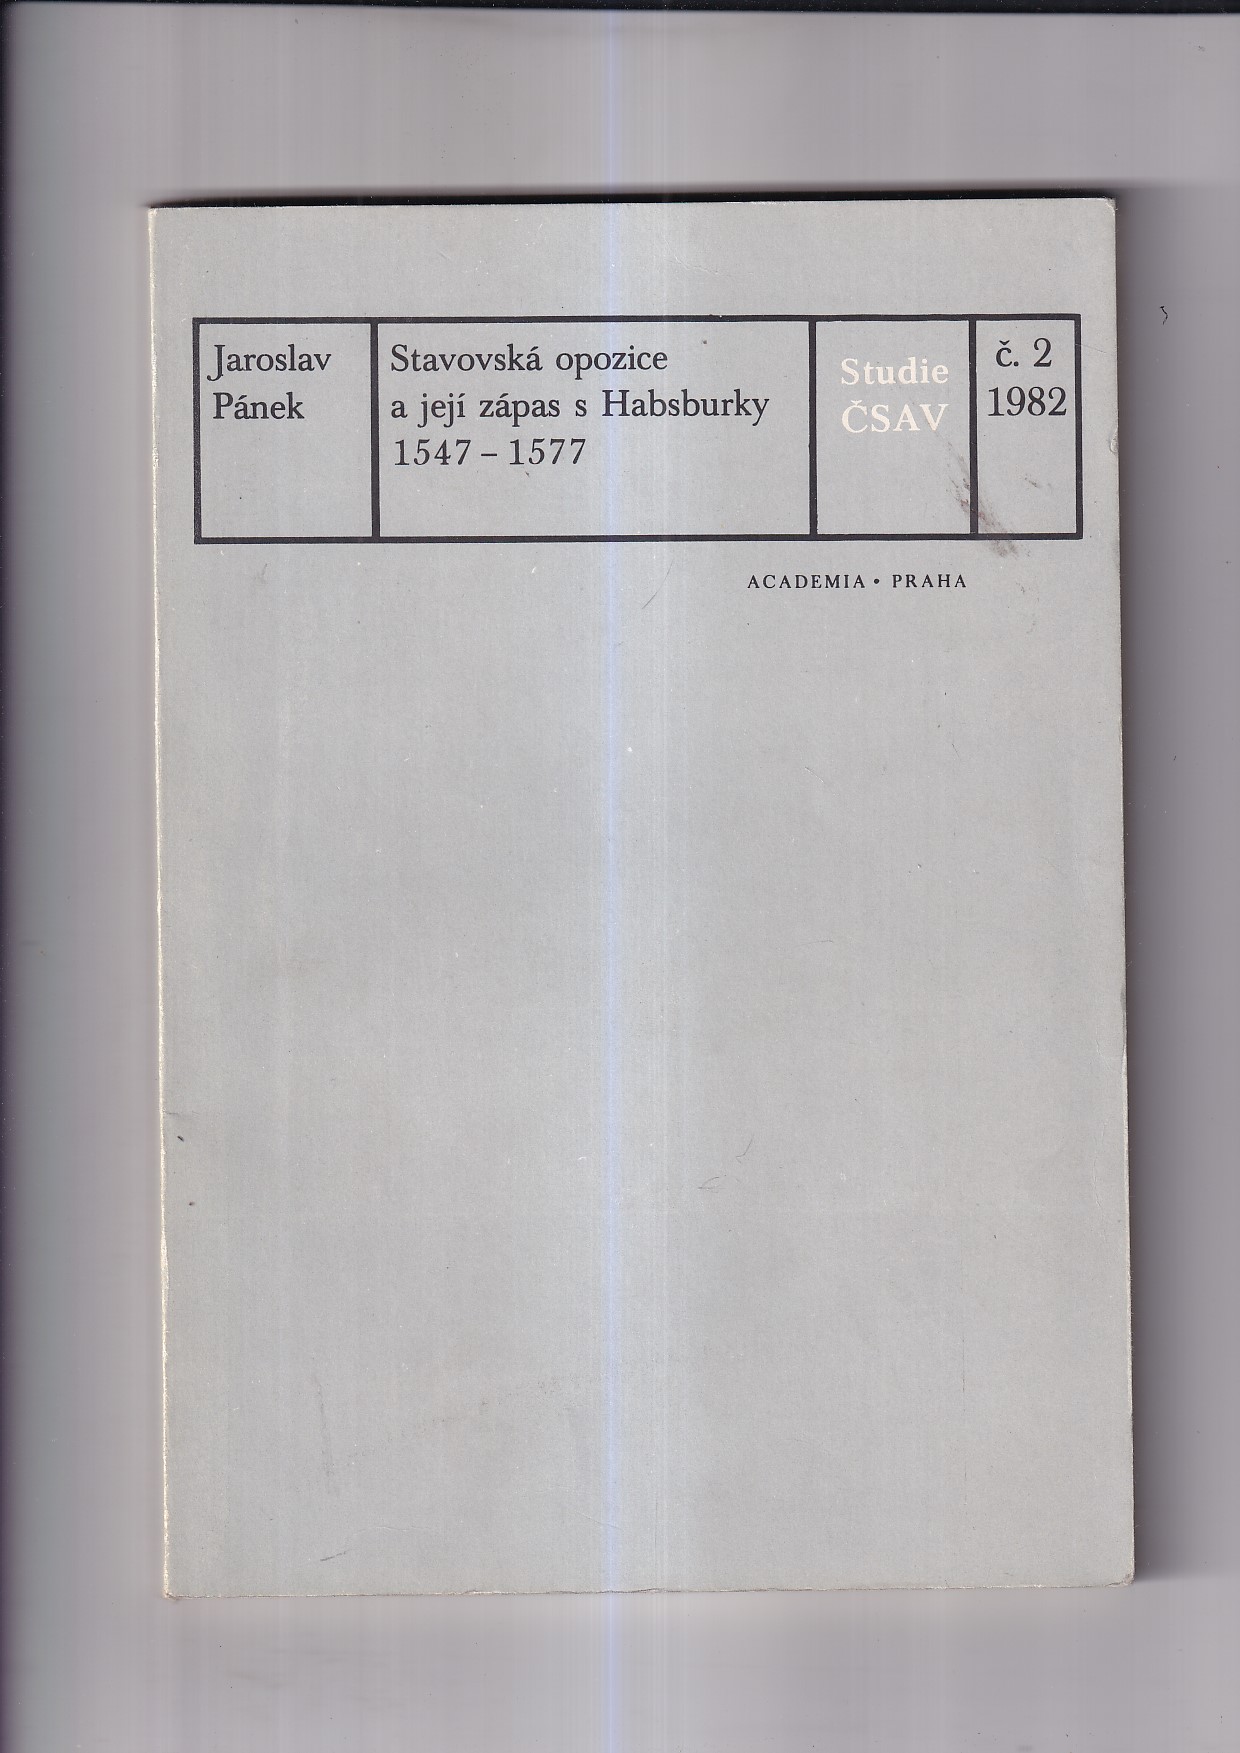 Jaroslav
Pánek
Stavovská opozice
a její zápas s Habsburky
1547 – 1577
Studie
ČSAV
č. 2
1982
ACADEMIA • PRAHA